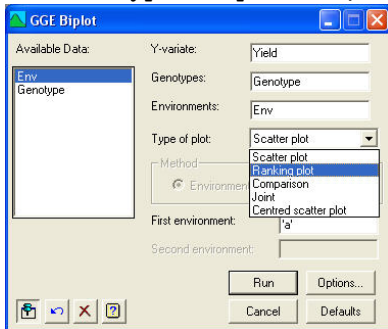 GGE Biplot
Available Data:
Env
Genotype
Y-variate: Yield
Genotypes: Genotype
Environments: Env
Type of plot: Scatter plot
Scatter plot
Ranking plot
Comparison
Joint
Centred scatter plot
Method
First environment: 'a'
Second environment:
Run Options...
Cancel Defaults